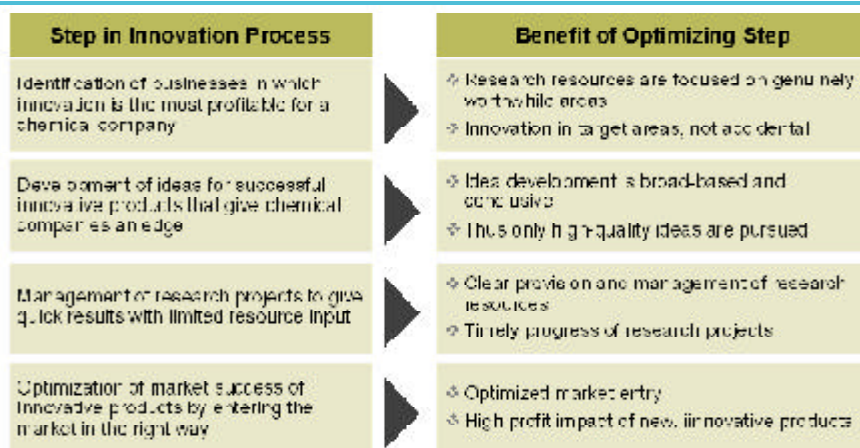 Step in Innovation Process
Benefit of Optimizing Step
Identification of businesses in which
innovation is the most profitable for a
chemical company
Research resources are focused on genuinely
worthwhile areas
Innovation in target areas, not accidental
Development of ideas for successful
innovative products that give chemical
companies an edge
Idea development is broad-based and
conclusive
Thus only high-quality ideas are pursued
Management of research projects to give
quick results with limited resource input
Clear provision and management of research
resources
Timely progress of research projects
Optimization of market success of
innovative products by entering the
market in the right way
Optimized market entry
High profit impact of new, iinnovative products